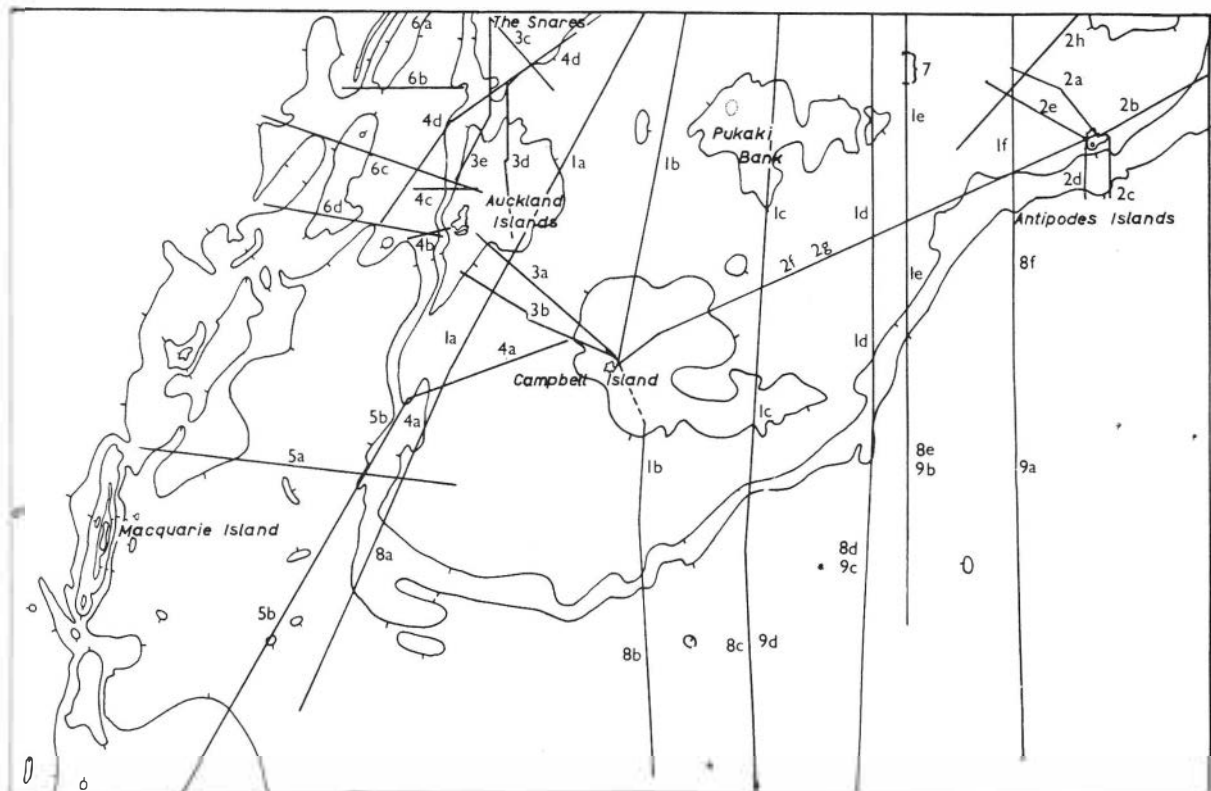 6a
The Snares
3c
4d
2h
6b
7
2a
2e
2b
4d
Pukaki
Bank
1e
1f
3e
3d
1a
1b
6c
4c
Auckland
Islands
1c
1d
2d
2c
Antipodes Islands
6d
4b
3a
2f
2g
1e
8f
3b
1a
1d
4a
Campbell Island
5b
4a
1c
5a
1b
8e
9b
9a
Macquarie Island
8a
8d
9c
5b
8b
8c
9d